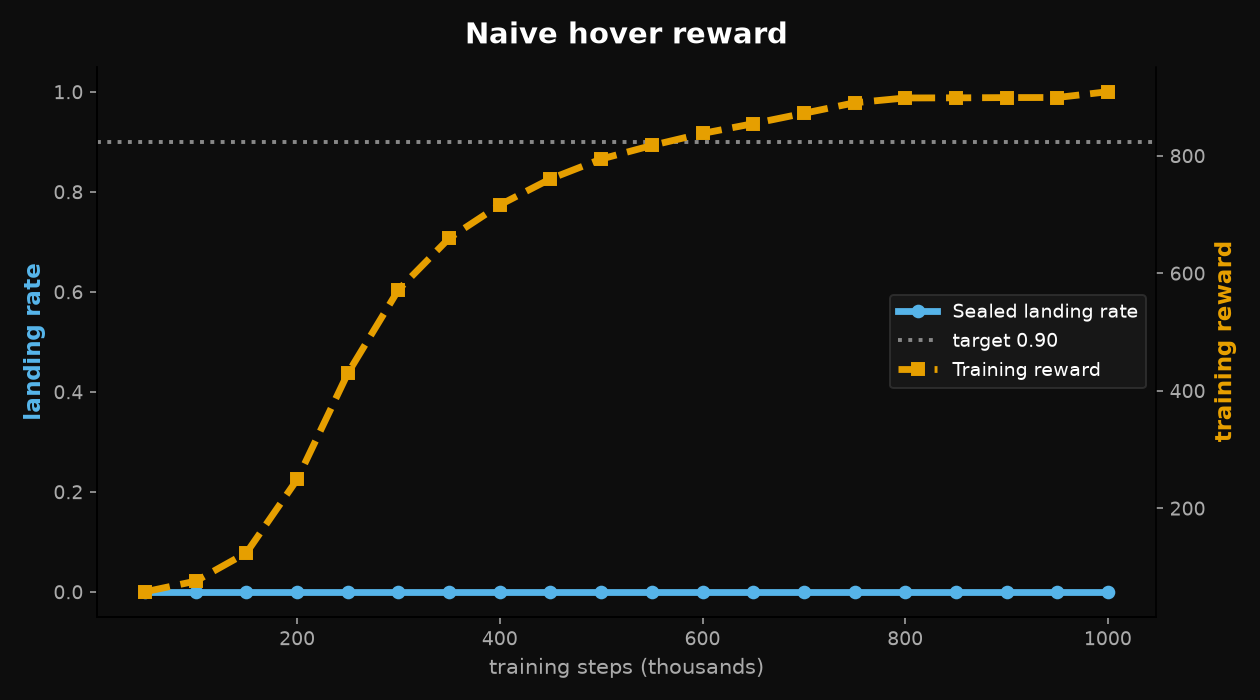 Naive hover reward
1.0
0.8
0.6
0.4
0.2
0.0
landing rate
800
600
400
200
training reward
Sealed landing rate
target 0.90
Training reward
200 400 600 800 1000
training steps (thousands)